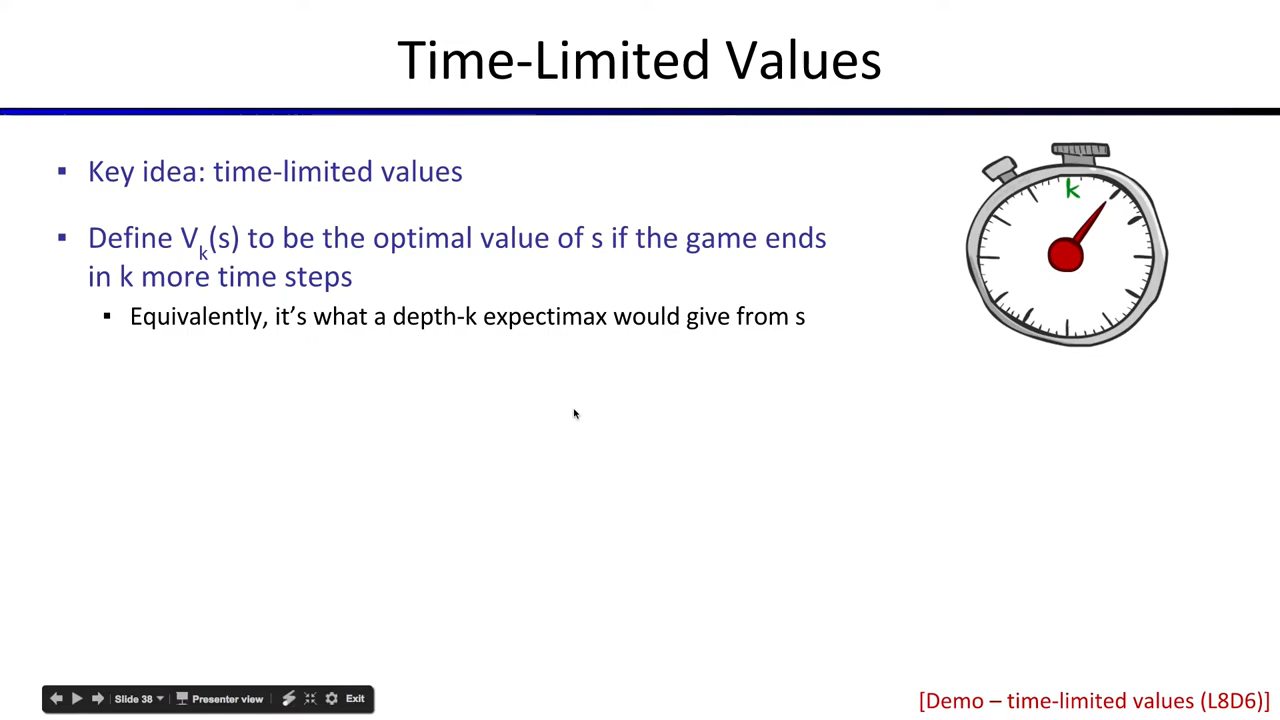 Time-Limited Values
▪ Key idea: time-limited values
▪ Define Vk(s) to be the optimal value of s if the game ends
in k more time steps
▪ Equivalently, it's what a depth-k expectimax would give from s
k
Slide 38 Presenter view Exit
[Demo – time-limited values (L8D6)]